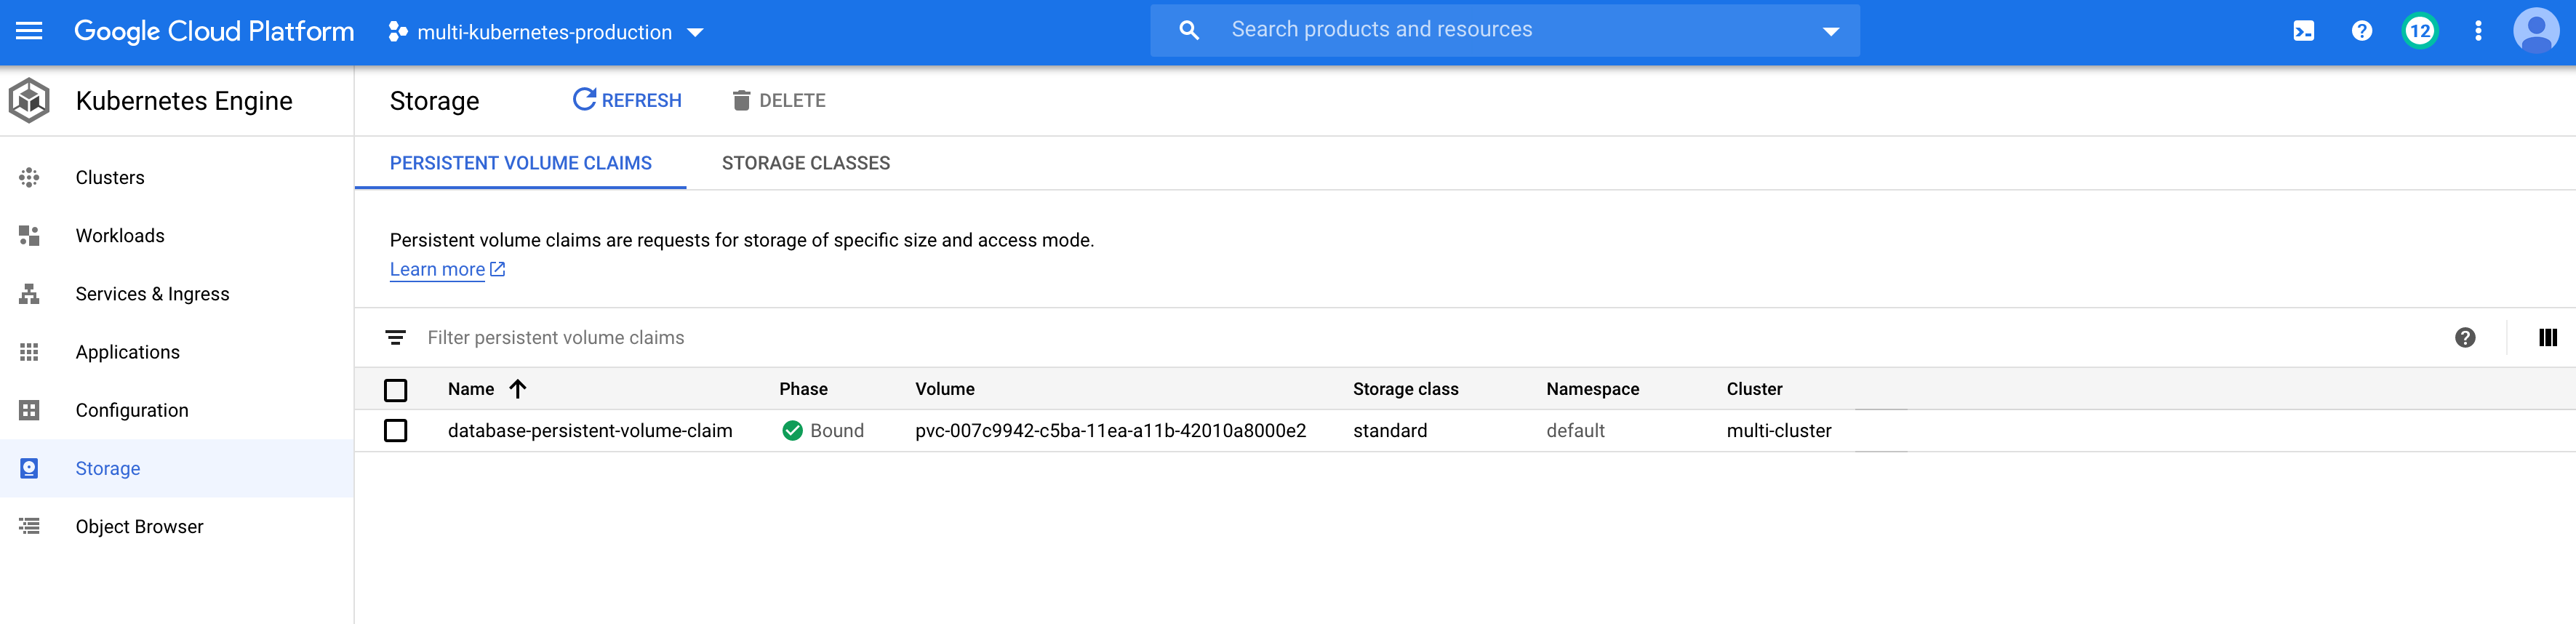 Google Cloud Platform
multi-kubernetes-production
Search products and resources
12
Kubernetes Engine
Storage
REFRESH
DELETE
Clusters
Workloads
Services & Ingress
Applications
Configuration
Storage
Object Browser
PERSISTENT VOLUME CLAIMS
STORAGE CLASSES
Persistent volume claims are requests for storage of specific size and access mode.
Learn more
Filter persistent volume claims
Name Phase Volume Storage class Namespace Cluster
database-persistent-volume-claim Bound pvc-007c9942-c5ba-11ea-a11b-42010a8000e2 standard default multi-cluster